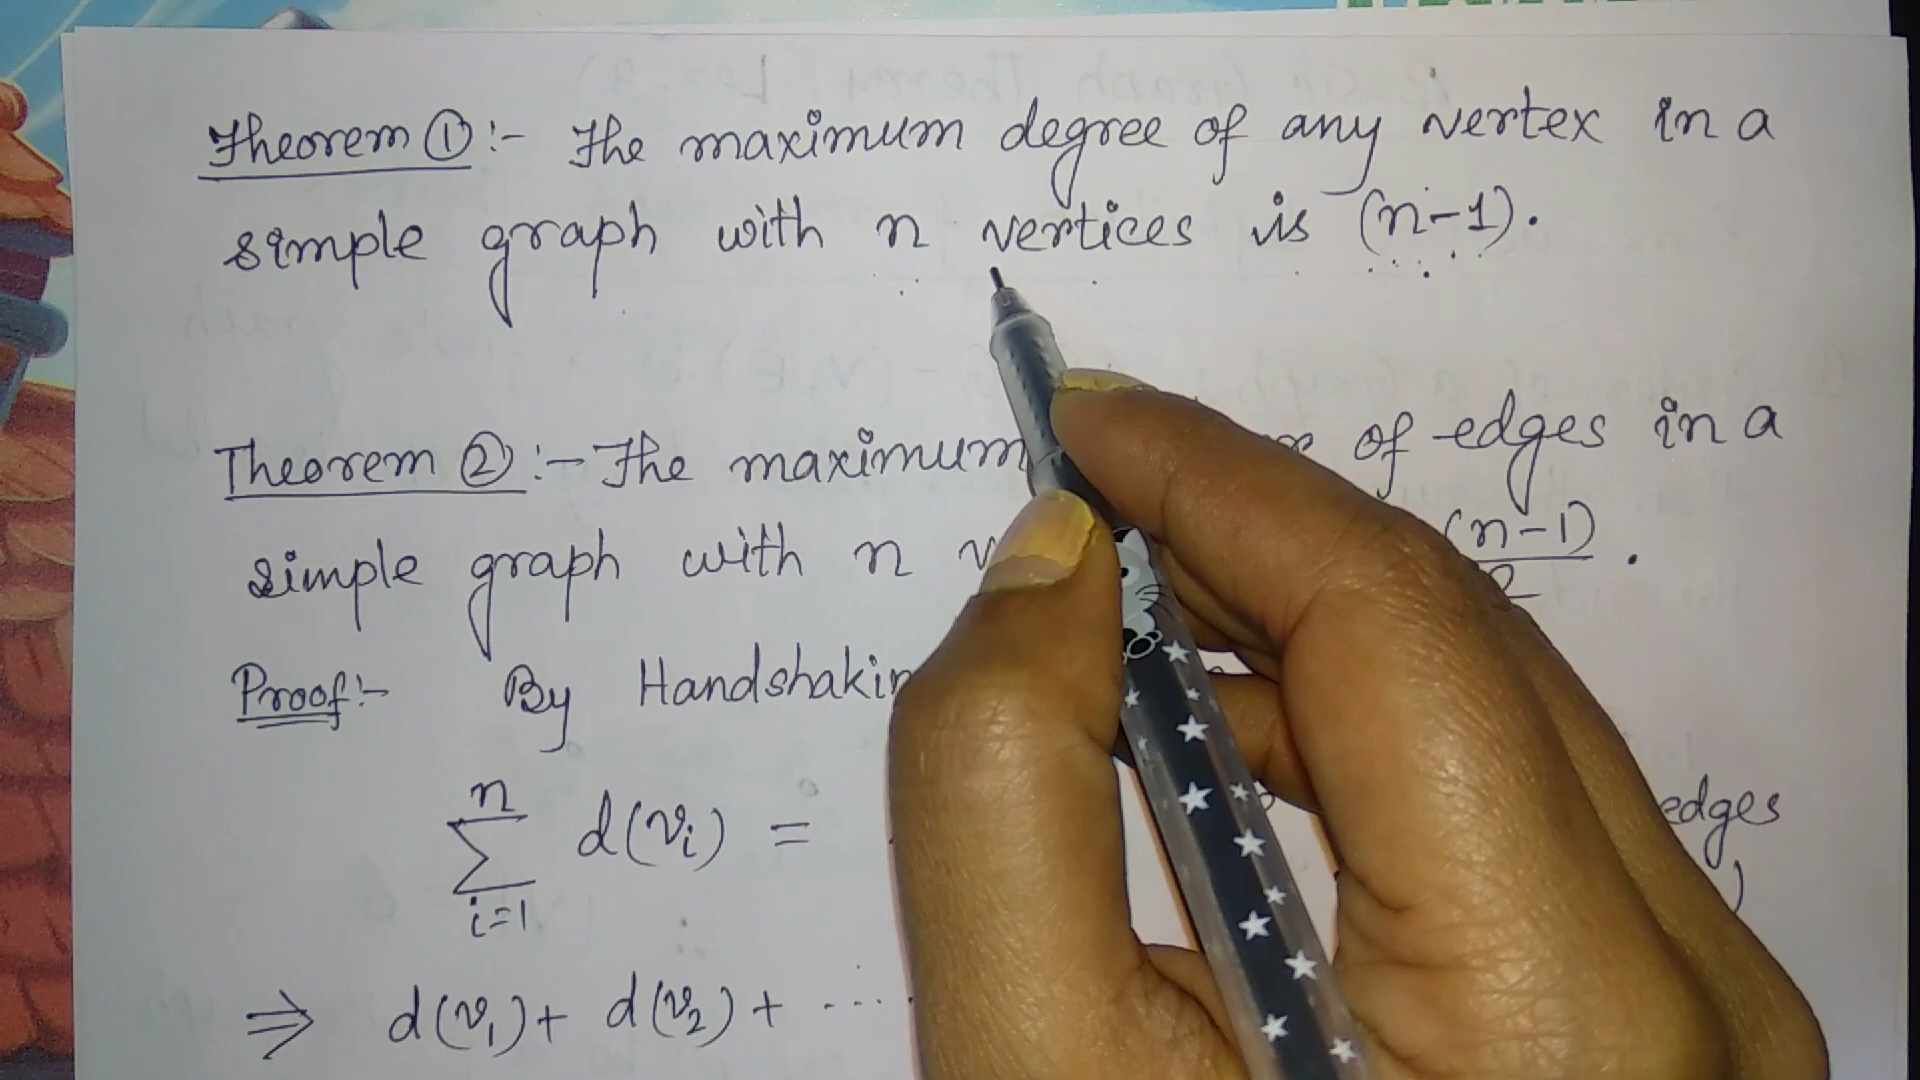 Theorem ① :- The maximum degree of any vertex in a
simple graph with n vertices is (n-1).
Theorem ② :- The maximum of edges in a
simple graph with n (n-1)/2 .
Proof :- By
n
∑ d(vᵢ) = edges
i=1
⇒ d(v₁) + d(v₂) + ....